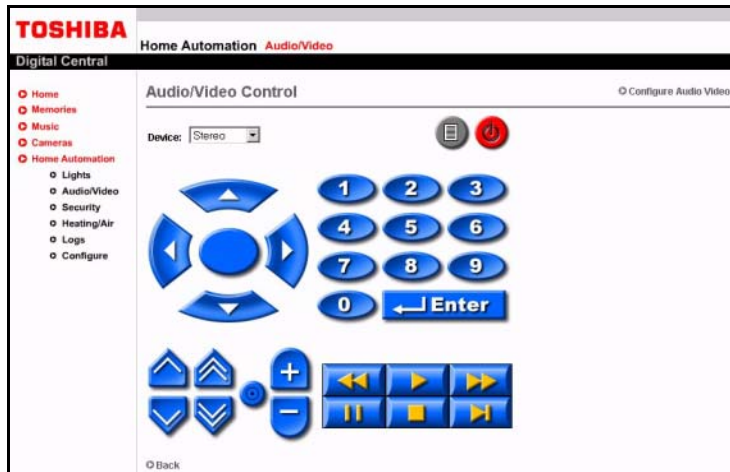 TOSHIBA
Home Automation Audio/Video
Digital Central
Home
Memories
Music
Cameras
Home Automation
Lights
Audio/Video
Security
Heating/Air
Logs
Configure
Audio/Video Control
Configure Audio Video
Device: Stereo
1 2 3
4 5 6
7 8 9
0 Enter
Back